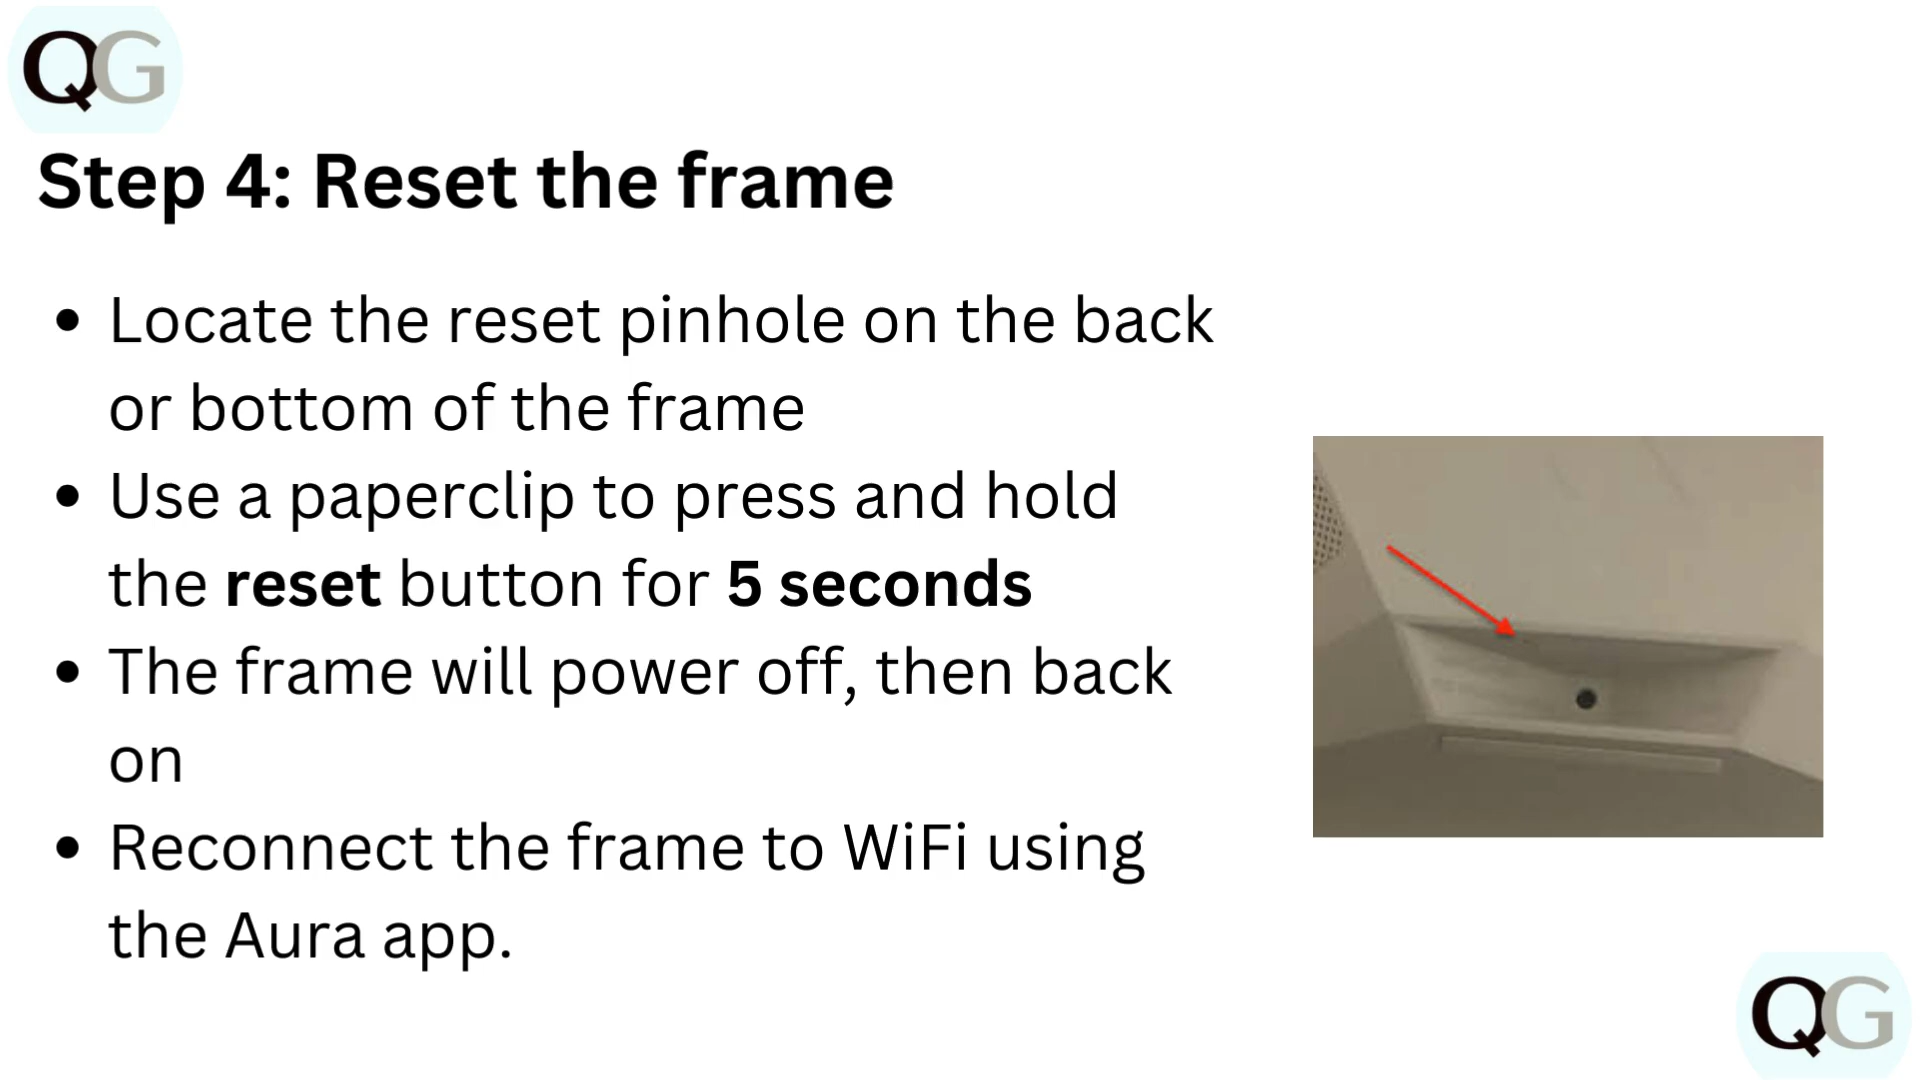 QG
Step 4: Reset the frame
• Locate the reset pinhole on the back
or bottom of the frame
• Use a paperclip to press and hold
the reset button for 5 seconds
• The frame will power off, then back
on
• Reconnect the frame to WiFi using
the Aura app.
QG